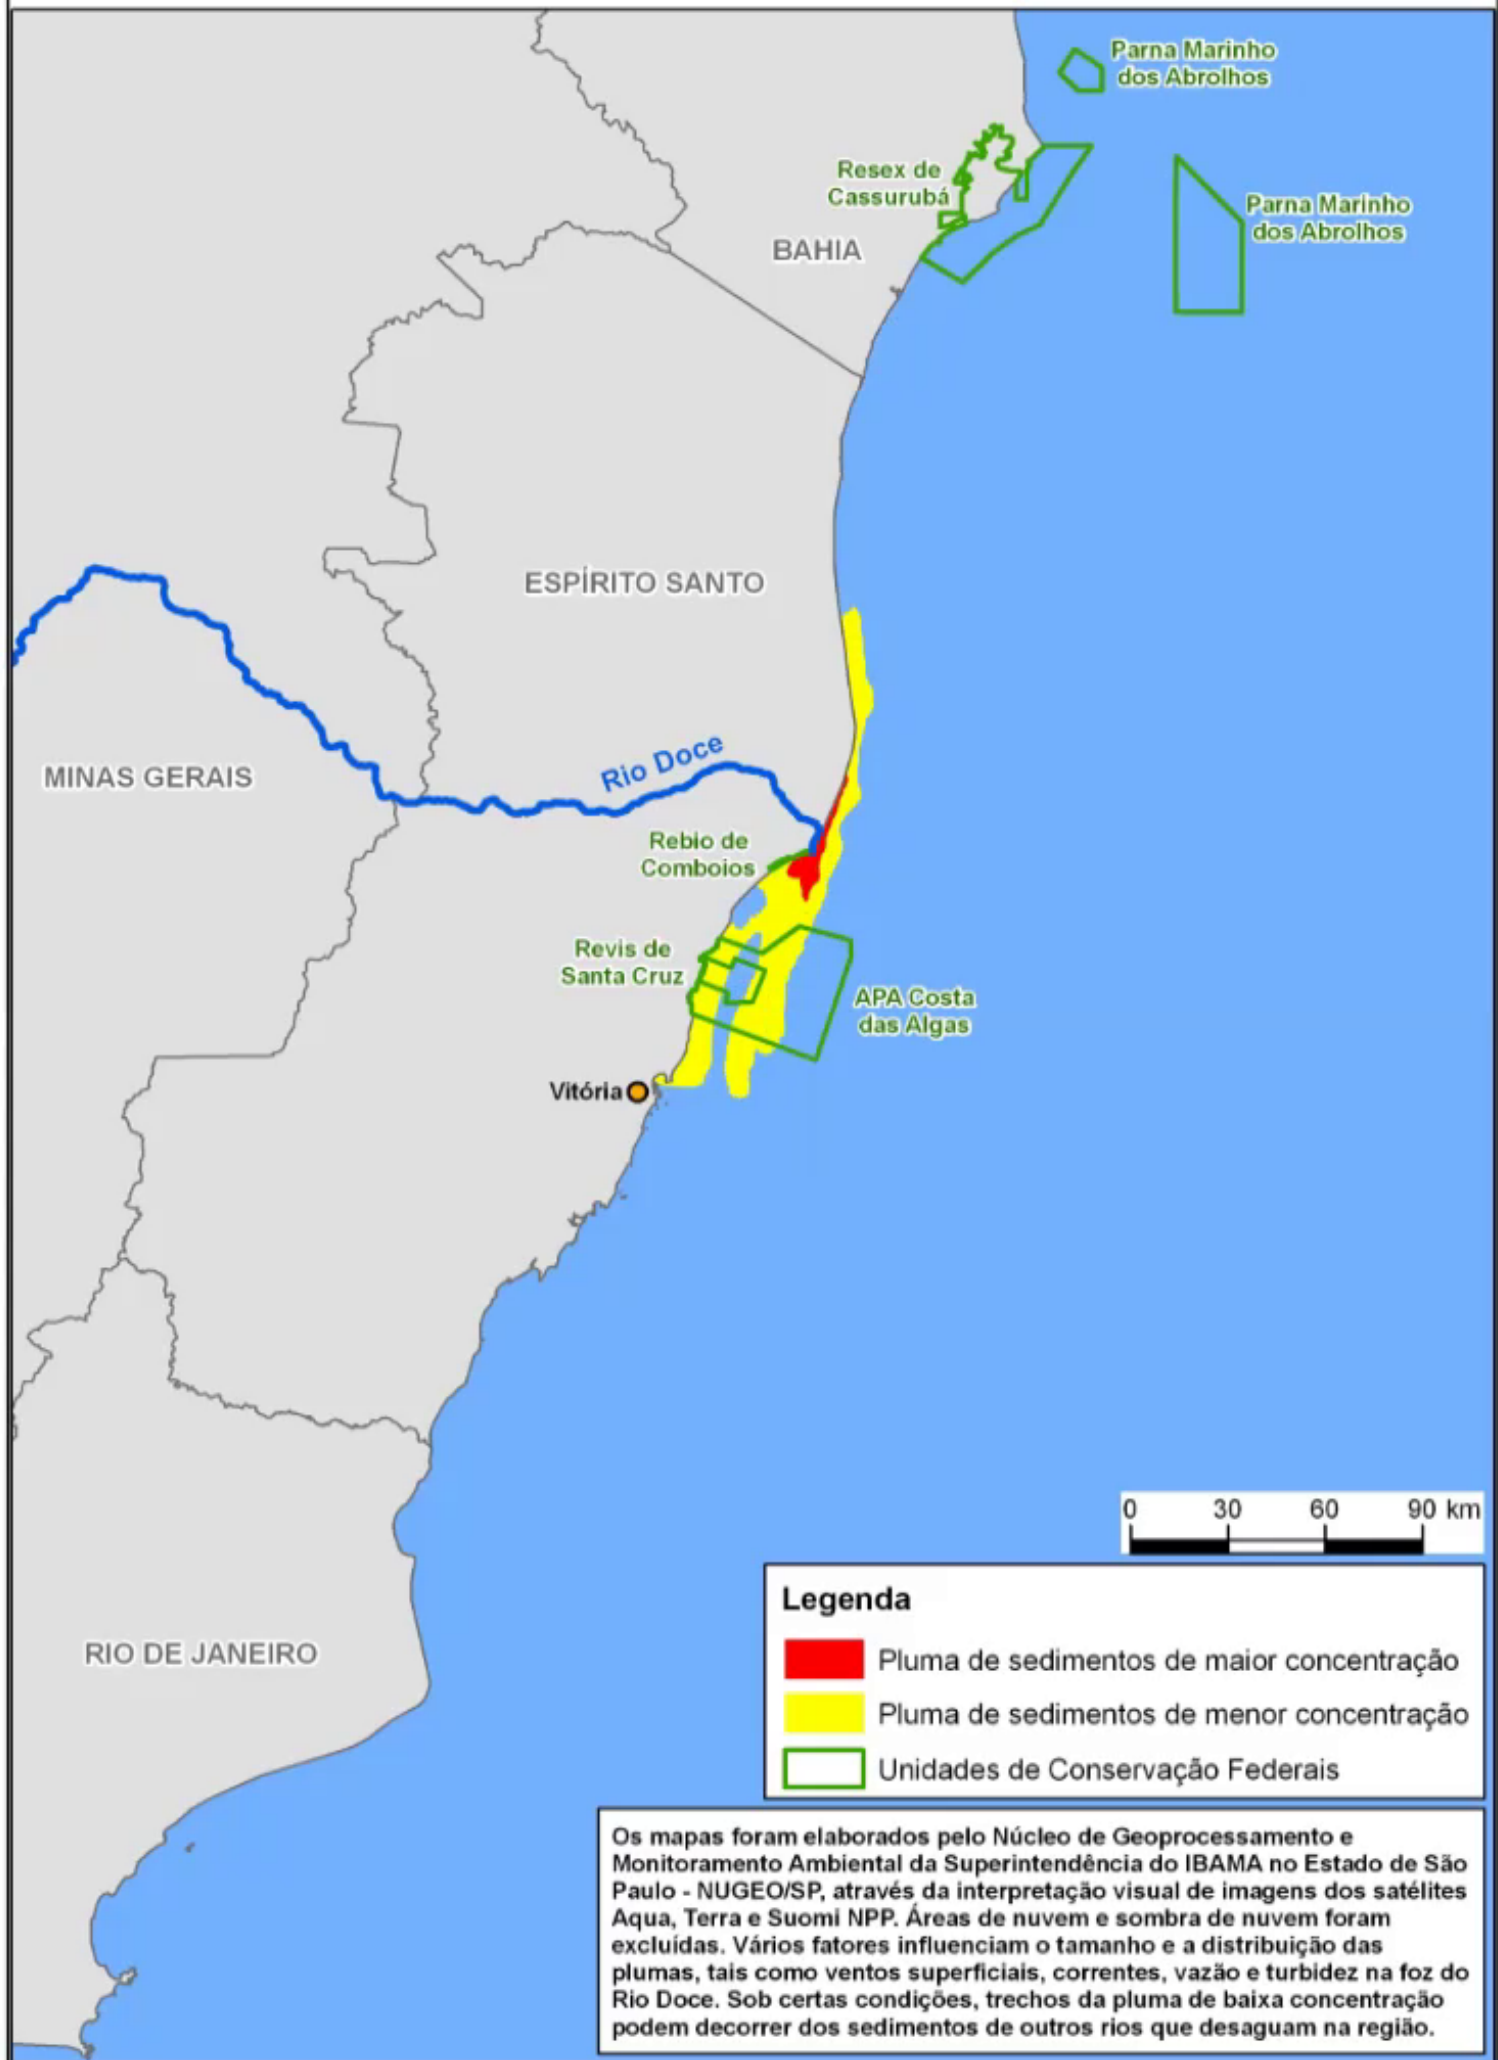 Parna Marinho
dos Abrolhos
Resex de
Cassurubá
Parna Marinho
dos Abrolhos
BAHIA
ESPÍRITO SANTO
MINAS GERAIS
Rio Doce
Rebio de
Comboios
Revis de
Santa Cruz
APA Costa
das Algas
Vitória
RIO DE JANEIRO
0 30 60 90 km
Legenda
Pluma de sedimentos de maior concentração
Pluma de sedimentos de menor concentração
Unidades de Conservação Federais
Os mapas foram elaborados pelo Núcleo de Geoprocessamento e
Monitoramento Ambiental da Superintendência do IBAMA no Estado de São
Paulo - NUGEO/SP, através da interpretação visual de imagens dos satélites
Aqua, Terra e Suomi NPP. Áreas de nuvem e sombra de nuvem foram
excluídas. Vários fatores influenciam o tamanho e a distribuição das
plumas, tais como ventos superficiais, correntes, vazão e turbidez na foz do
Rio Doce. Sob certas condições, trechos da pluma de baixa concentração
podem decorrer dos sedimentos de outros rios que desaguam na região.